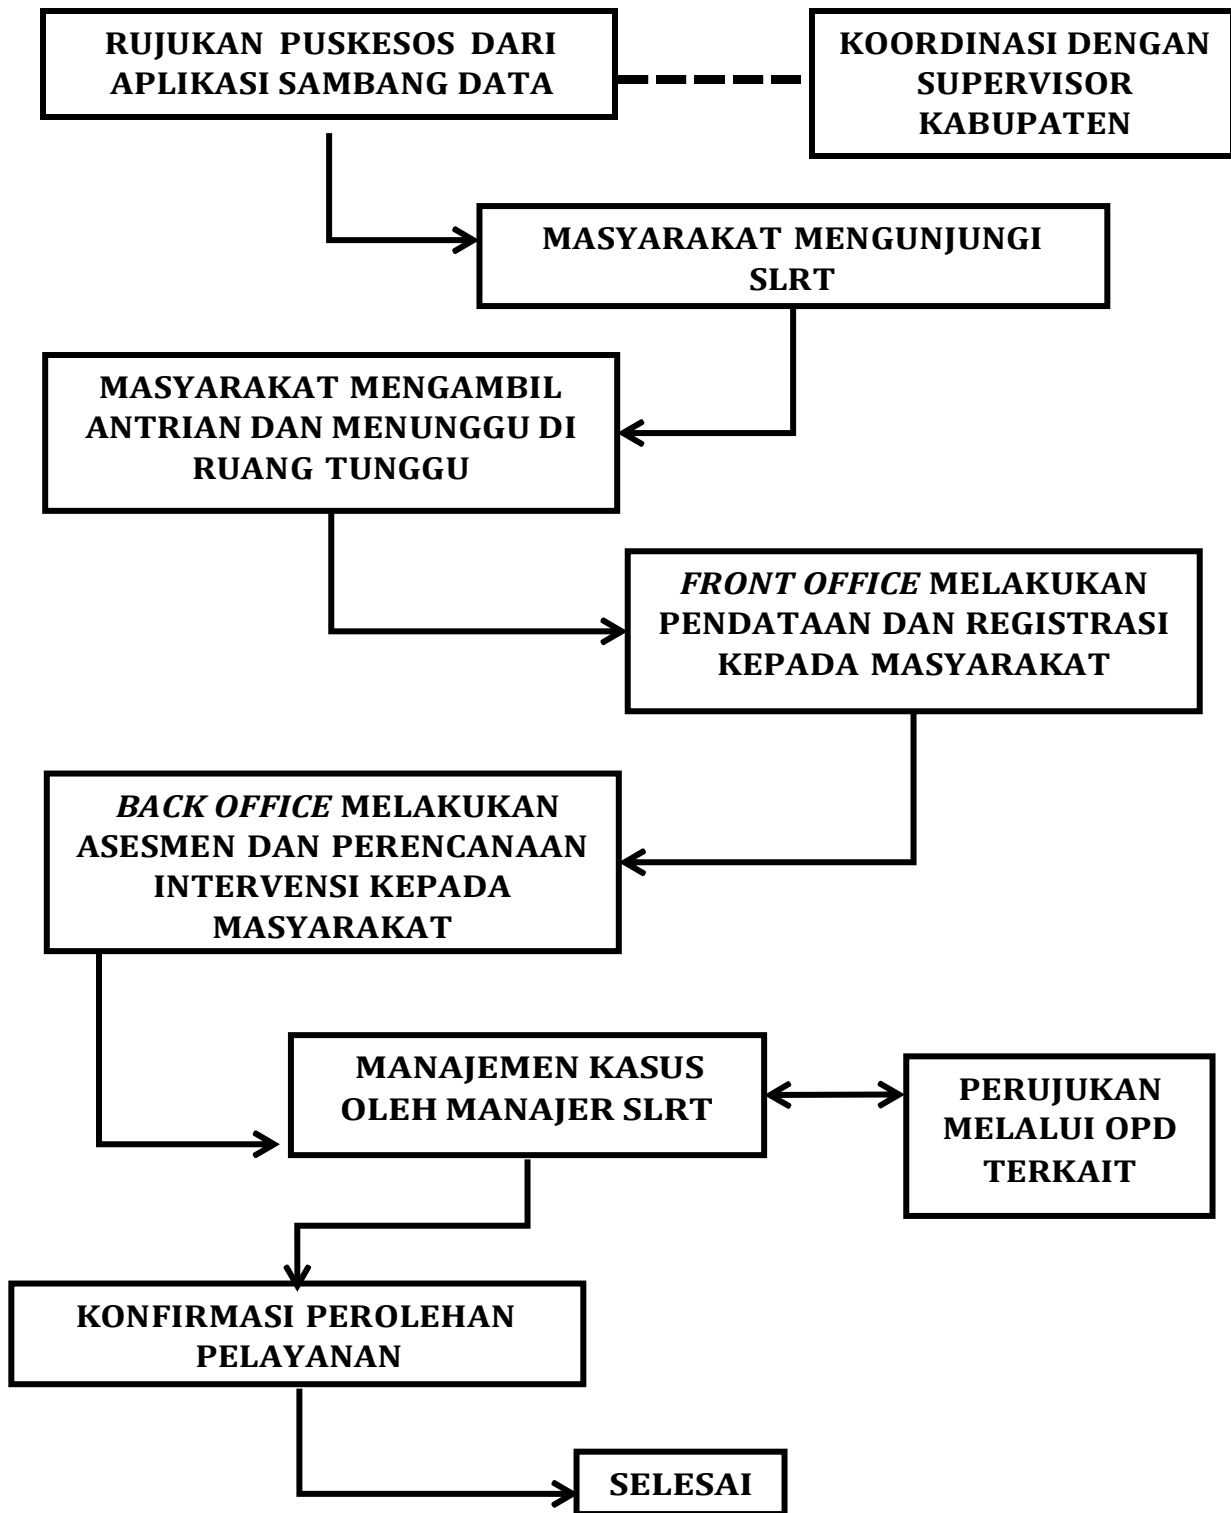 RUJUKAN PUSKESOS DARI
APLIKASI SAMBANG DATA
KOORDINASI DENGAN
SUPERVISOR
KABUPATEN
MASYARAKAT MENGUNJUNGI
SLRT
MASYARAKAT MENGAMBIL
ANTRIAN DAN MENUNGGU DI
RUANG TUNGGU
FRONT OFFICE MELAKUKAN
PENDATAAN DAN REGISTRASI
KEPADA MASYARAKAT
BACK OFFICE MELAKUKAN
ASESMEN DAN PERENCANAAN
INTERVENSI KEPADA
MASYARAKAT
MANAJEMEN KASUS
OLEH MANAJER SLRT
PERUJUKAN
MELALUI OPD
TERKAIT
KONFIRMASI PEROLEHAN
PELAYANAN
SELESAI